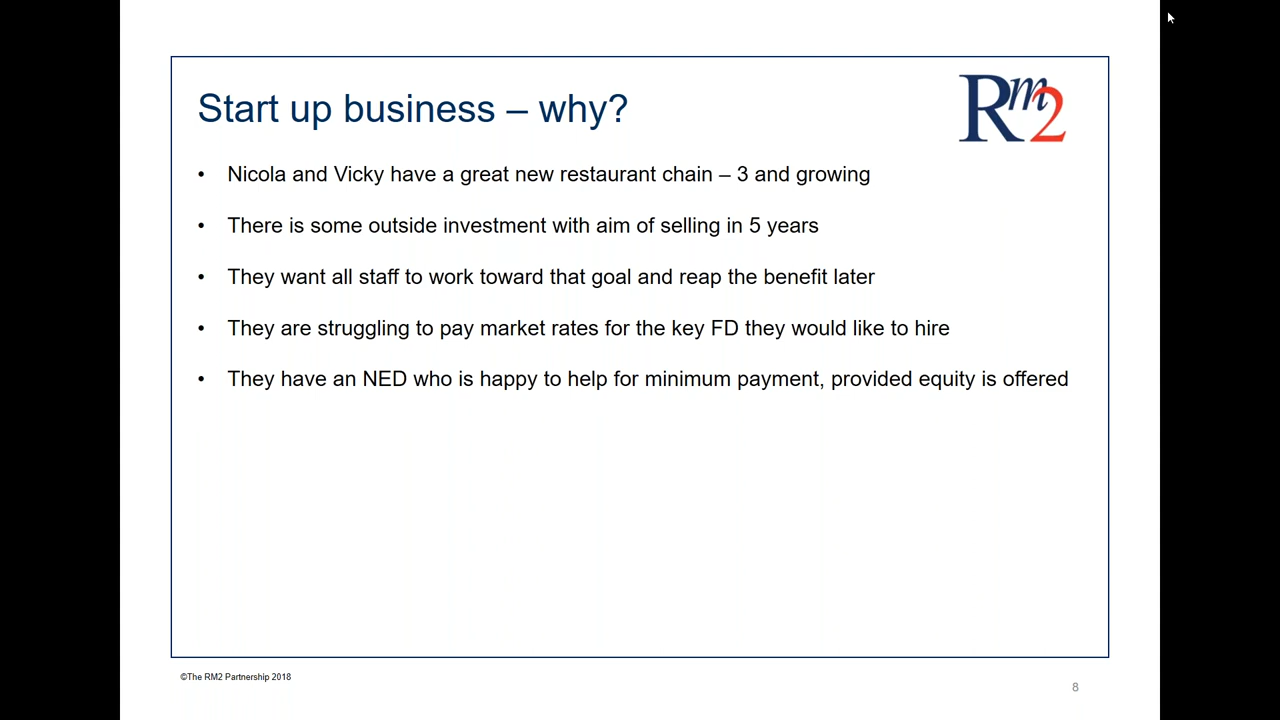 Start up business – why?
Rm2
• Nicola and Vicky have a great new restaurant chain – 3 and growing
• There is some outside investment with aim of selling in 5 years
• They want all staff to work toward that goal and reap the benefit later
• They are struggling to pay market rates for the key FD they would like to hire
• They have an NED who is happy to help for minimum payment, provided equity is offered
©The RM2 Partnership 2018
8